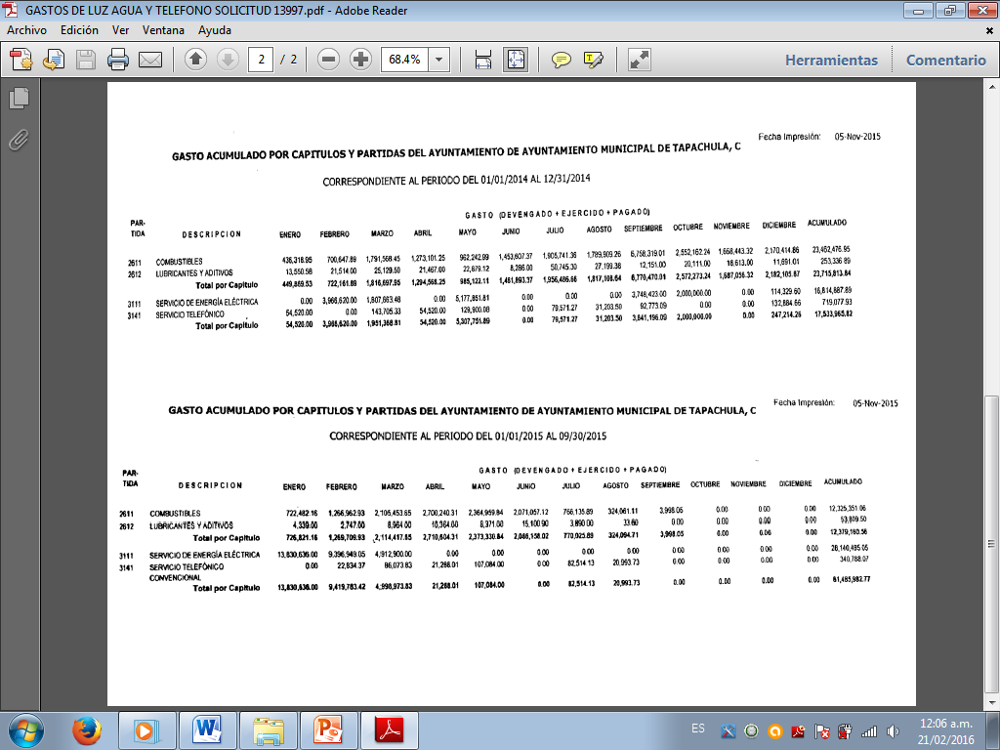 GASTOS DE LUZ AGUA Y TELEFONO SOLICITUD 13997.pdf - Adobe Reader
Archivo Edición Ver Ventana Ayuda
2 / 2 68.4% Herramientas Comentario
Fecha Impresión: 05-Nov-2015
GASTO ACUMULADO POR CAPITULOS Y PARTIDAS DEL AYUNTAMIENTO DE AYUNTAMIENTO MUNICIPAL DE TAPACHULA, C
CORRESPONDIENTE AL PERIODO DEL 01/01/2014 AL 12/31/2014
GASTO (DEVENGADO + EJERCIDO + PAGADO)
PAR-TIDA DESCRIPCION ENERO FEBRERO MARZO ABRIL MAYO JUNIO JULIO AGOSTO SEPTIEMBRE OCTUBRE NOVIEMBRE DICIEMBRE ACUMULADO
2611 COMBUSTIBLES 436,318.95 700,647.89 1,791,568.45 1,273,101.25 962,242.99 1,453,607.37 1,905,741.36 1,789,909.26 6,758,319.01 2,552,162.24 1,668,443.32 2,170,414.86 23,462,476.95
2612 LUBRICANTES Y ADITIVOS 13,550.58 21,514.00 25,129.50 21,467.00 22,879.12 8,286.00 50,745.30 27,199.38 12,151.00 20,111.00 18,613.00 11,691.01 253,336.89
Total por Capitulo 449,869.53 722,161.89 1,816,697.95 1,294,568.25 985,122.11 1,461,893.37 1,956,486.66 1,817,108.64 6,770,470.01 2,572,273.24 1,687,056.32 2,182,105.87 23,715,813.84
3111 SERVICIO DE ENERGÍA ELÉCTRICA 0.00 3,966,620.00 1,807,663.48 0.00 5,177,851.81 0.00 0.00 0.00 3,748,423.00 2,000,000.00 0.00 114,329.60 16,814,887.89
3141 SERVICIO TELEFÓNICO 54,520.00 0.00 143,705.33 54,520.00 129,900.08 0.00 79,571.27 31,203.50 92,773.09 0.00 0.00 132,884.66 719,077.93
Total por Capitulo 54,520.00 3,966,620.00 1,951,368.81 54,520.00 5,307,751.89 0.00 79,571.27 31,203.50 3,841,196.09 2,000,000.00 0.00 247,214.26 17,533,965.82
Fecha Impresión: 05-Nov-2015
GASTO ACUMULADO POR CAPITULOS Y PARTIDAS DEL AYUNTAMIENTO DE AYUNTAMIENTO MUNICIPAL DE TAPACHULA, C
CORRESPONDIENTE AL PERIODO DEL 01/01/2015 AL 09/30/2015
GASTO (DEVENGADO + EJERCIDO + PAGADO)
PAR-TIDA DESCRIPCION ENERO FEBRERO MARZO ABRIL MAYO JUNIO JULIO AGOSTO SEPTIEMBRE OCTUBRE NOVIEMBRE DICIEMBRE ACUMULADO
2611 COMBUSTIBLES 722,482.16 1,266,962.93 2,105,453.65 2,700,240.31 2,364,959.84 2,071,057.12 766,135.89 324,061.11 3,998.05 0.00 0.00 0.00 12,325,351.06
2612 LUBRICANTES Y ADITIVOS 4,339.00 2,747.00 8,964.00 10,364.00 8,371.00 15,100.90 3,890.00 33.60 0.00 0.00 0.00 0.00 53,809.50
Total por Capitulo 726,821.16 1,269,709.93 2,114,417.65 2,710,604.31 2,373,330.84 2,086,158.02 770,025.89 324,094.71 3,998.05 0.00 0.00 0.00 12,379,160.56
3111 SERVICIO DE ENERGÍA ELÉCTRICA 13,830,636.00 9,396,949.05 4,912,900.00 0.00 0.00 0.00 0.00 0.00 0.00 0.00 0.00 0.00 28,140,485.05
3141 SERVICIO TELEFÓNICO 0.00 22,834.37 86,073.83 21,268.01 107,084.00 0.00 82,514.13 20,993.73 0.00 0.00 0.00 0.00 340,768.07
CONVENCIONAL
Total por Capitulo 13,830,636.00 9,419,783.42 4,998,973.83 21,268.01 107,084.00 0.00 82,514.13 20,993.73 0.00 0.00 0.00 0.00
ES 12:06 a.m.
21/02/2016